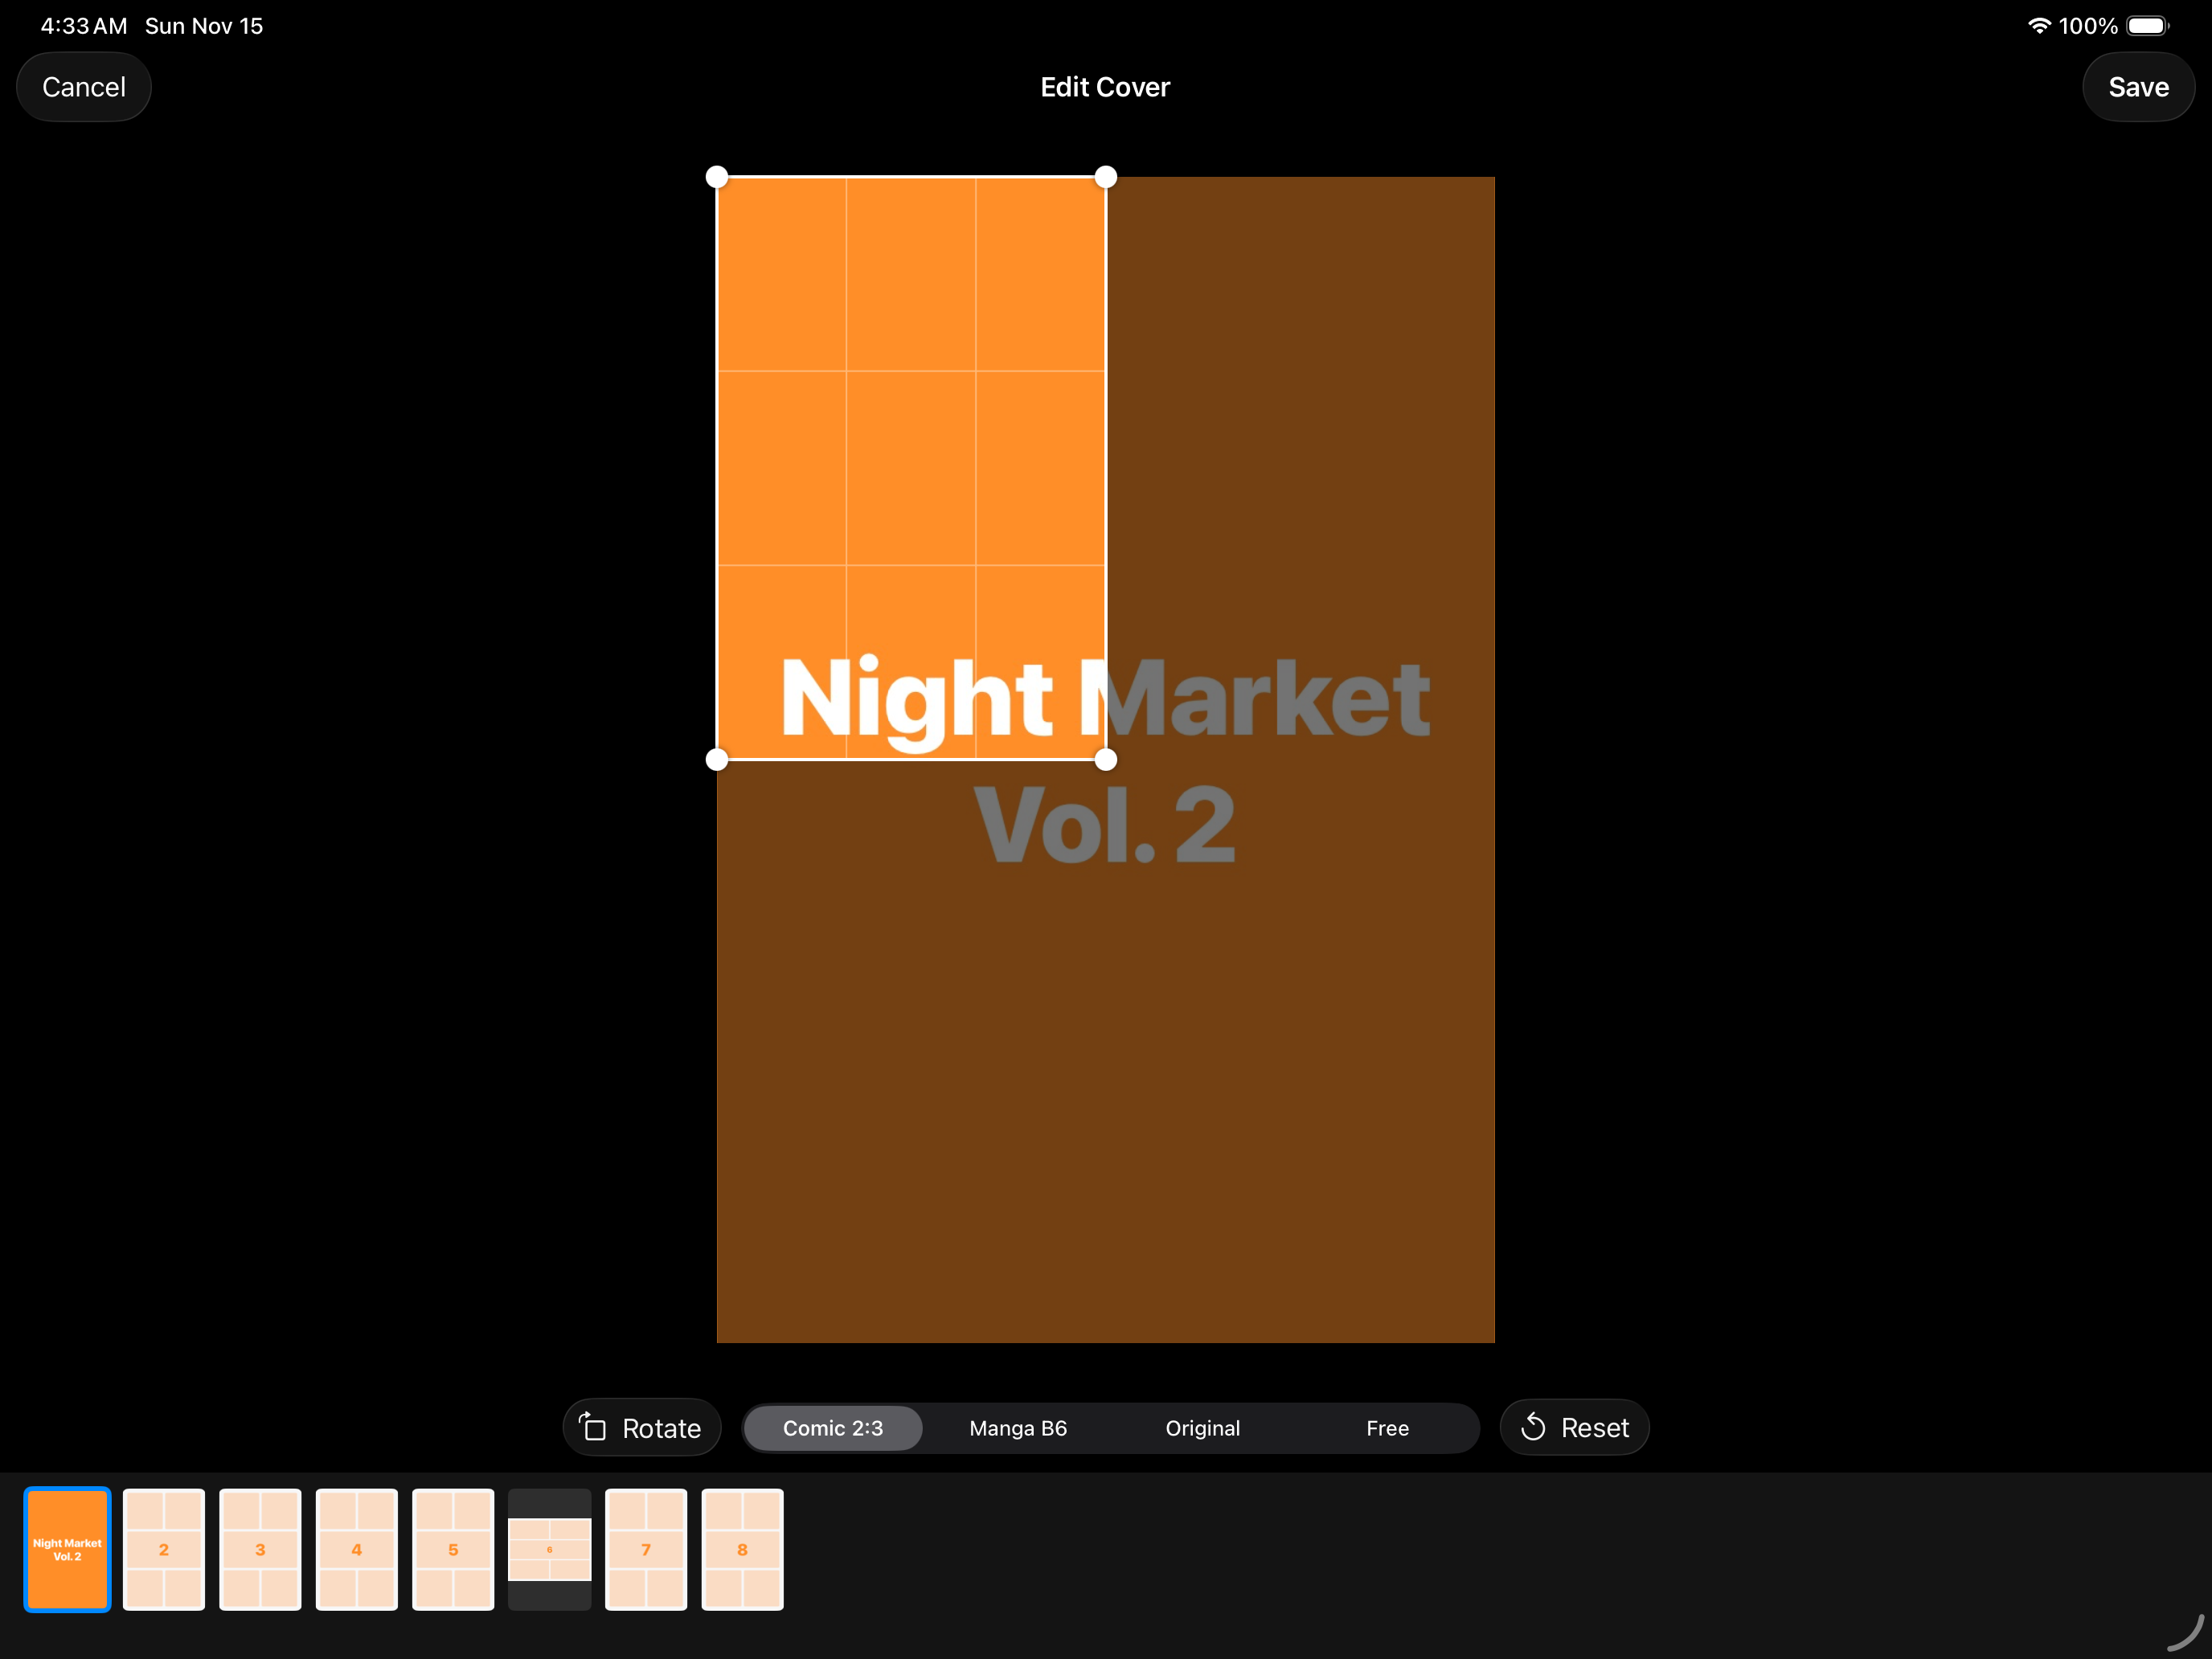 4:33 AM Sun Nov 15
100%
Cancel
Edit Cover
Save
Night Market
Vol. 2
Rotate
Comic 2:3
Manga B6
Original
Free
Reset
Night Market
Vol. 2
2
3
4
5
6
7
8